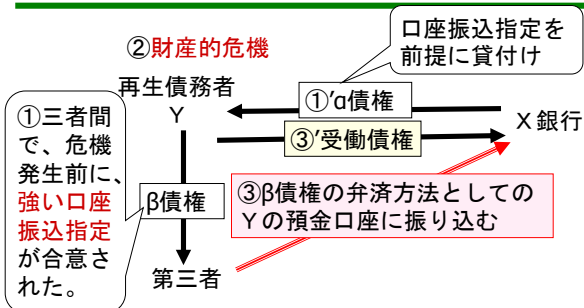 ②財産的危機
口座振込指定を
前提に貸付け
再生債務者
Y
①’α債権
X銀行
③’受働債権
①三者間
で、危機
発生前に、
強い口座
振込指定
が合意さ
れた。
β債権
③β債権の弁済方法としての
Yの預金口座に振り込む
第三者